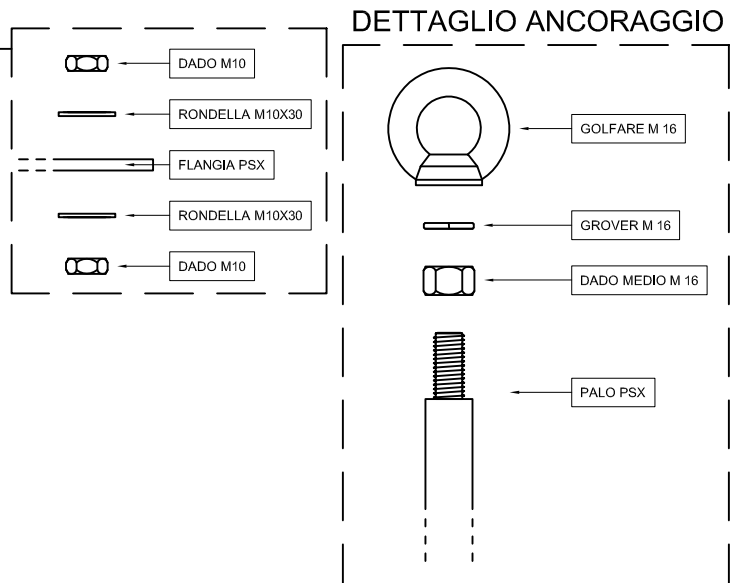 DETTAGLIO ANCORAGGIO
DADO M10
RONDELLA M10X30
FLANGIA PSX
RONDELLA M10X30
DADO M10
GOLFARE M 16
GROVER M 16
DADO MEDIO M 16
PALO PSX